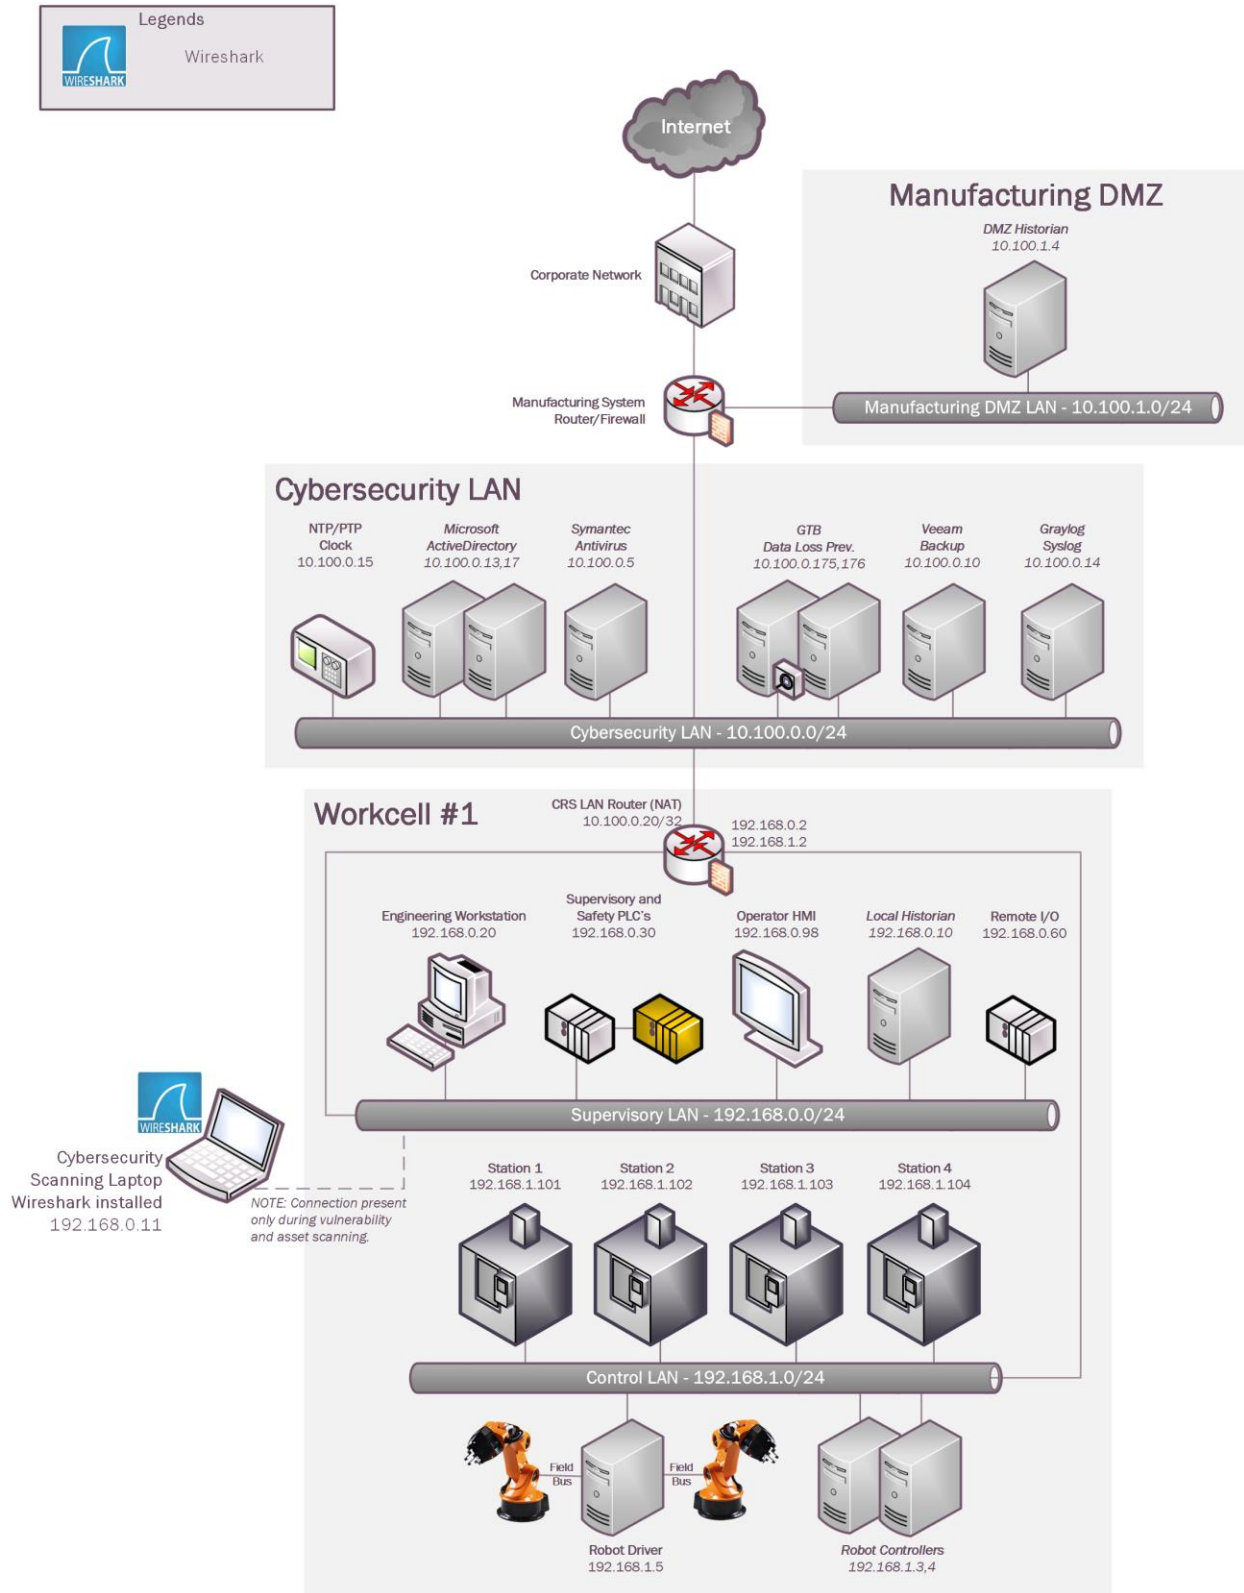 Legends
WIRESHARK
Wireshark
Internet
Manufacturing DMZ
DMZ Historian
10.100.1.4
Corporate Network
Manufacturing System
Router/Firewall
Manufacturing DMZ LAN - 10.100.1.0/24
Cybersecurity LAN
NTP/PTP
Clock
10.100.0.15
Microsoft
ActiveDirectory
10.100.0.13,17
Symantec
Antivirus
10.100.0.5
GTB
Data Loss Prev.
10.100.0.175,176
Veeam
Backup
10.100.0.10
Graylog
Syslog
10.100.0.14
Cybersecurity LAN - 10.100.0.0/24
Workcell #1
CRS LAN Router (NAT)
10.100.0.20/32
192.168.0.2
192.168.1.2
Engineering Workstation
192.168.0.20
Supervisory and
Safety PLC's
192.168.0.30
Operator HMI
192.168.0.98
Local Historian
192.168.0.10
Remote I/O
192.168.0.60
Supervisory LAN - 192.168.0.0/24
WIRESHARK
Cybersecurity
Scanning Laptop
Wireshark installed
192.168.0.11
NOTE: Connection present
only during vulnerability
and asset scanning.
Station 1
192.168.1.101
Station 2
192.168.1.102
Station 3
192.168.1.103
Station 4
192.168.1.104
Control LAN - 192.168.1.0/24
Field
Bus
Field
Bus
Robot Driver
192.168.1.5
Robot Controllers
192.168.1.3,4